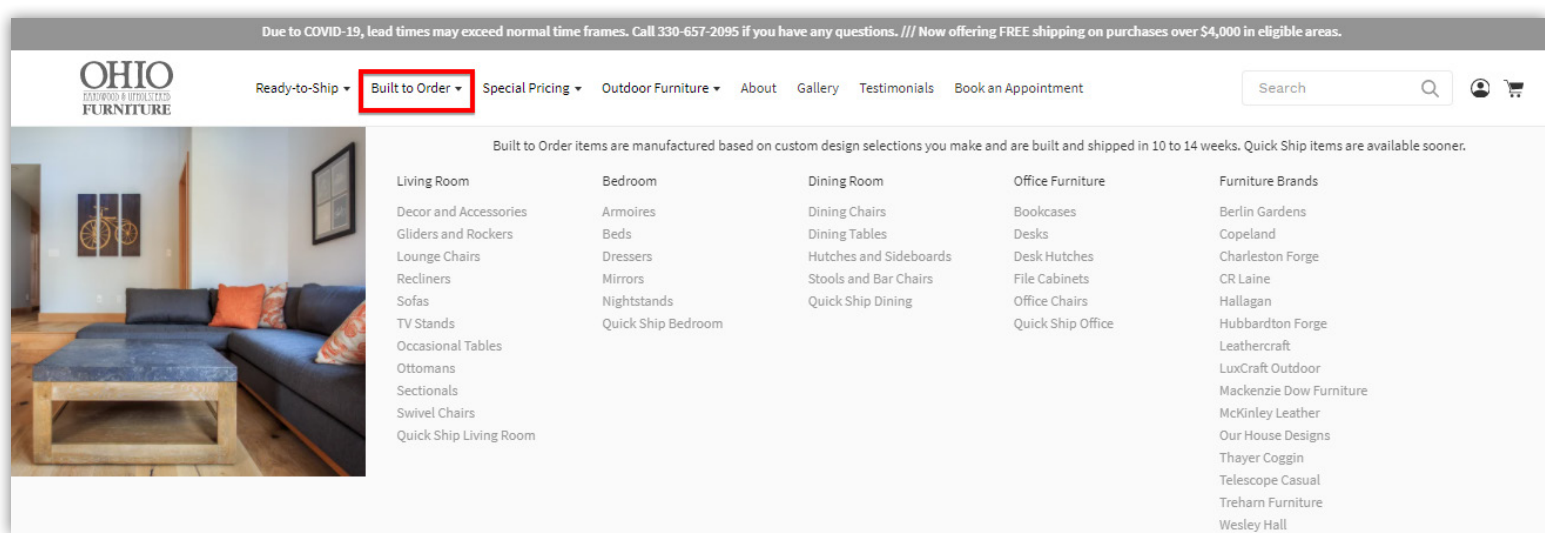 Due to COVID-19, lead times may exceed normal time frames. Call 330-657-2095 if you have any questions. /// Now offering FREE shipping on purchases over $4,000 in eligible areas.
OHIO
HARDWOOD & UPHOLSTERED
FURNITURE
Ready-to-Ship Built to Order Special Pricing Outdoor Furniture About Gallery Testimonials Book an Appointment Search
Built to Order items are manufactured based on custom design selections you make and are built and shipped in 10 to 14 weeks. Quick Ship items are available sooner.
Living Room
Decor and Accessories
Gliders and Rockers
Lounge Chairs
Recliners
Sofas
TV Stands
Occasional Tables
Ottomans
Sectionals
Swivel Chairs
Quick Ship Living Room
Bedroom
Armoires
Beds
Dressers
Mirrors
Nightstands
Quick Ship Bedroom
Dining Room
Dining Chairs
Dining Tables
Hutches and Sideboards
Stools and Bar Chairs
Quick Ship Dining
Office Furniture
Bookcases
Desks
Desk Hutches
File Cabinets
Office Chairs
Quick Ship Office
Furniture Brands
Berlin Gardens
Copeland
Charleston Forge
CR Laine
Hallagan
Hubbardton Forge
Leathercraft
LuxCraft Outdoor
Mackenzie Dow Furniture
McKinley Leather
Our House Designs
Thayer Coggin
Telescope Casual
Treharn Furniture
Wesley Hall